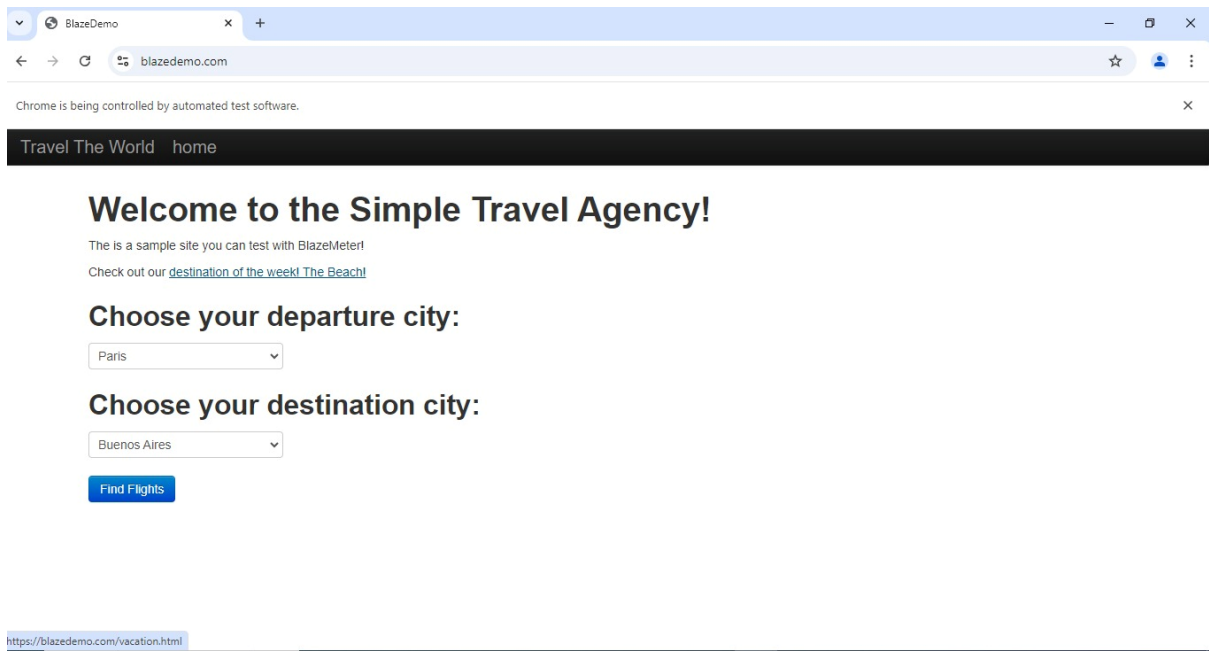 BlazeDemo
blazedemo.com
Chrome is being controlled by automated test software.
Travel The World home
Welcome to the Simple Travel Agency!
The is a sample site you can test with BlazeMeter!
Check out our destination of the week! The Beach!
Choose your departure city:
Paris
Choose your destination city:
Buenos Aires
Find Flights
https://blazedemo.com/vacation.html